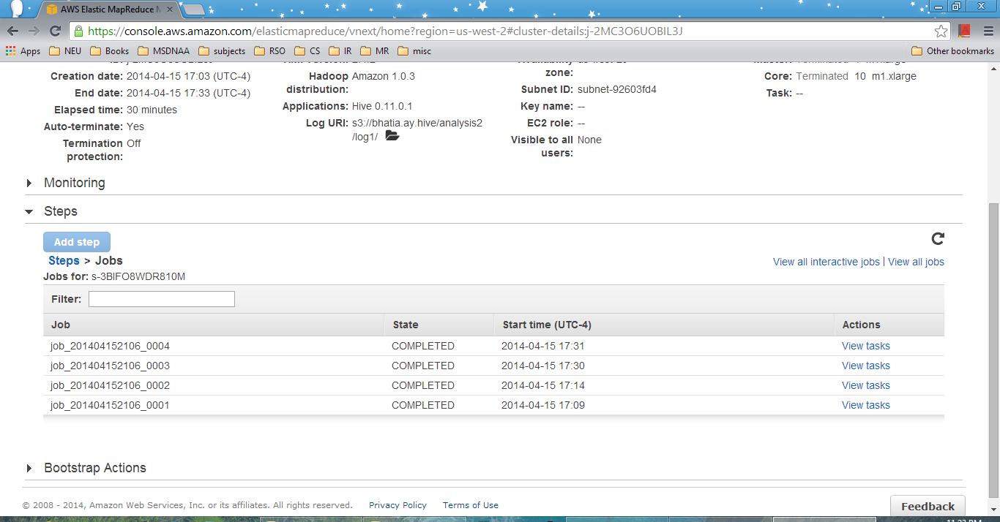 AWS Elastic MapReduce M
https://console.aws.amazon.com/elasticmapreduce/vnext/home?region=us-west-2#cluster-details:j-2MC3O6UOBIL3J
Apps NEU Books MSDNAA subjects RSO CS IR MR misc Other bookmarks
Creation date: 2014-04-15 17:03 (UTC-4)
End date: 2014-04-15 17:33 (UTC-4)
Elapsed time: 30 minutes
Auto-terminate: Yes
Termination Off
protection:
Hadoop Amazon 1.0.3
distribution:
Applications: Hive 0.11.0.1
Log URI: s3://bhatia.ay.hive/analysis2
/log1/
zone:
Subnet ID: subnet-92603fd4
Key name: --
EC2 role: --
Visible to all None
users:
Core: Terminated 10 m1.xlarge
Task: --
Monitoring
Steps
Add step
Steps > Jobs
View all interactive jobs | View all jobs
Jobs for: s-3BIFO8WDR810M
Filter:
Job State Start time (UTC-4) Actions
job_201404152106_0004 COMPLETED 2014-04-15 17:31 View tasks
job_201404152106_0003 COMPLETED 2014-04-15 17:30 View tasks
job_201404152106_0002 COMPLETED 2014-04-15 17:14 View tasks
job_201404152106_0001 COMPLETED 2014-04-15 17:09 View tasks
Bootstrap Actions
© 2008 - 2014, Amazon Web Services, Inc. or its affiliates. All rights reserved. Privacy Policy Terms of Use
Feedback